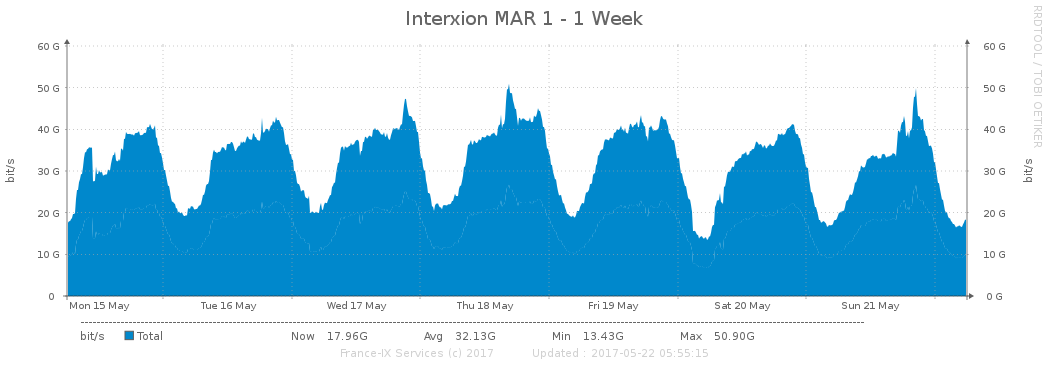 Interxion MAR 1 - 1 Week
RRDTOOL / TOBI OETIKER
60 G 60 G
50 G 50 G
40 G 40 G
30 G 30 G
20 G 20 G
10 G 10 G
0 0 G
bit/s
bit/s
Mon 15 May Tue 16 May Wed 17 May Thu 18 May Fri 19 May Sat 20 May Sun 21 May
bit/s Total Now 17.96G Avg 32.13G Min 13.43G Max 50.90G
France-IX Services (c) 2017 Updated : 2017-05-22 05:55:15